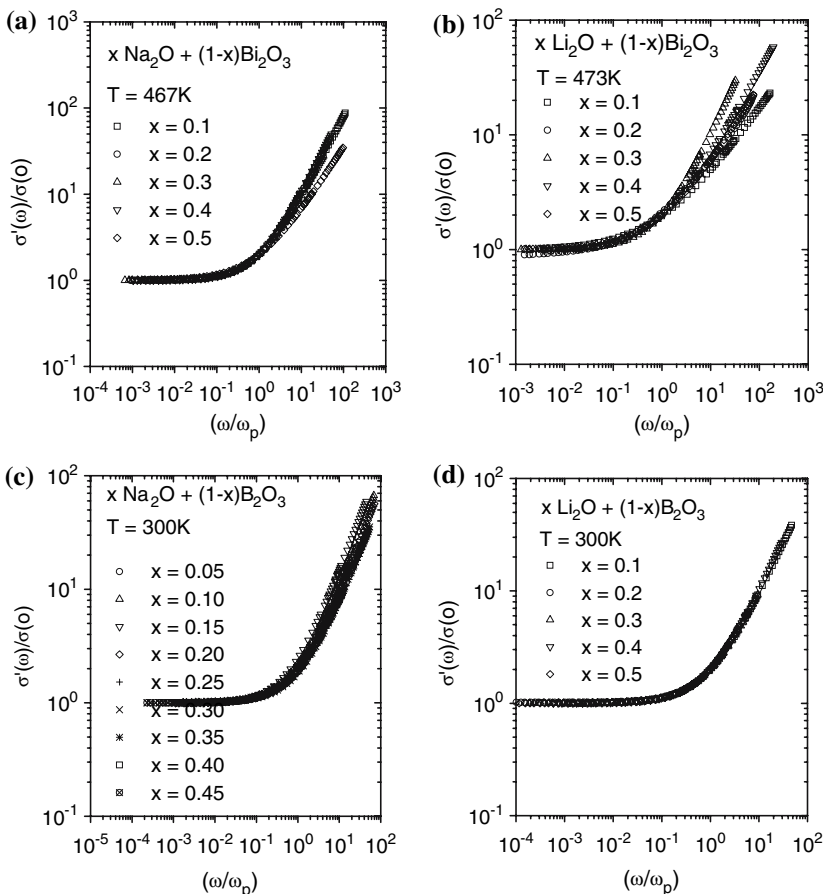 (a)
10³
10²
10¹
10⁰
10⁻¹
σ'(ω)/σ(o)
x Na₂O + (1-x)Bi₂O₃
T = 467K
x = 0.1
x = 0.2
x = 0.3
x = 0.4
x = 0.5
10⁻⁴ 10⁻³ 10⁻² 10⁻¹ 10⁰ 10¹ 10² 10³
(ω/ωₚ)
(b)
10²
10¹
10⁰
10⁻¹
σ'(ω)/σ(o)
x Li₂O + (1-x)Bi₂O₃
T = 473K
x = 0.1
x = 0.2
x = 0.3
x = 0.4
x = 0.5
10⁻³ 10⁻² 10⁻¹ 10⁰ 10¹ 10² 10³
(ω/ωₚ)
(c)
10²
10¹
10⁰
10⁻¹
σ'(ω)/σ(o)
x Na₂O + (1-x)B₂O₃
T = 300K
x = 0.05
x = 0.10
x = 0.15
x = 0.20
x = 0.25
x = 0.30
x = 0.35
x = 0.40
x = 0.45
10⁻⁵ 10⁻⁴ 10⁻³ 10⁻² 10⁻¹ 10⁰ 10¹ 10²
(ω/ωₚ)
(d)
10²
10¹
10⁰
10⁻¹
σ'(ω)/σ(o)
x Li₂O + (1-x)B₂O₃
T = 300K
x = 0.1
x = 0.2
x = 0.3
x = 0.4
x = 0.5
10⁻⁴ 10⁻³ 10⁻² 10⁻¹ 10⁰ 10¹ 10²
(ω/ωₚ)